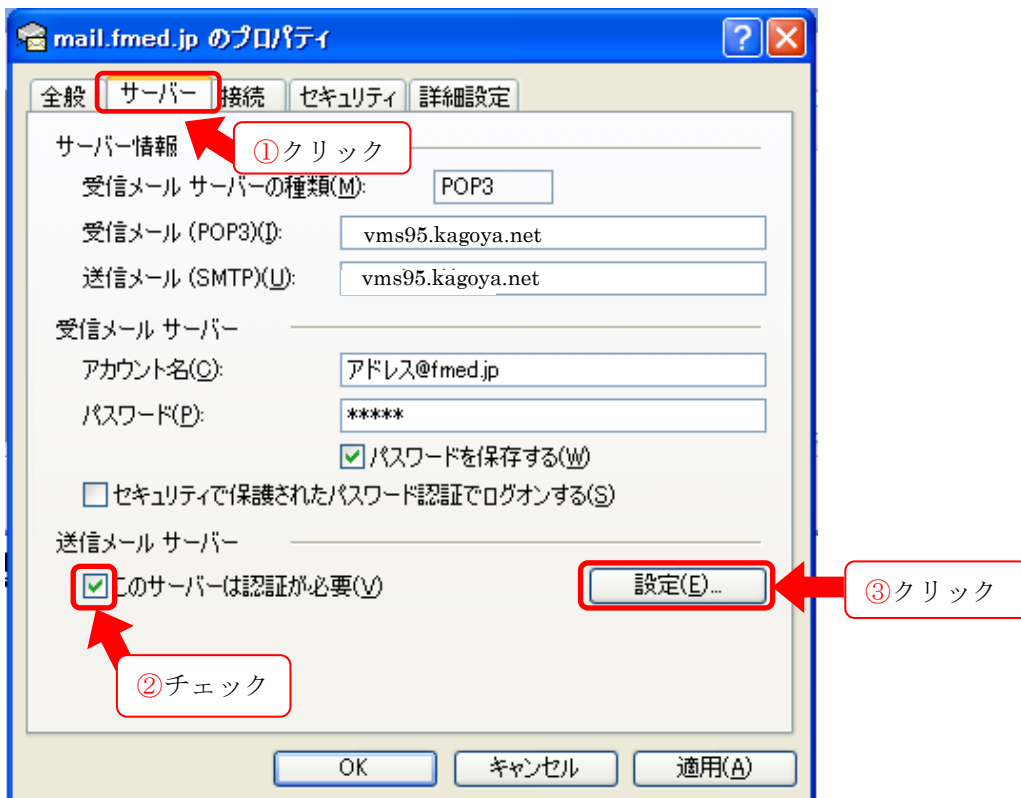 mail.fmed.jp のプロパティ
全般 サーバー 接続 セキュリティ 詳細設定
サーバー情報
①クリック
受信メール サーバーの種類(M): POP3
受信メール (POP3)(I): vms95.kagoya.net
送信メール (SMTP)(U): vms95.kagoya.net
受信メール サーバー
アカウント名(C): アドレス@fmed.jp
パスワード(P): *****
パスワードを保存する(W)
セキュリティで保護されたパスワード認証でログオンする(S)
送信メール サーバー
このサーバーは認証が必要(V) 設定(E)...
③クリック
②チェック
OK キャンセル 適用(A)